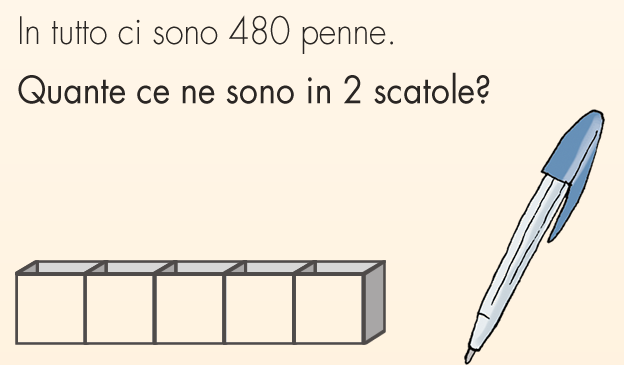 In tutto ci sono 480 penne.
Quante ce ne sono in 2 scatole?